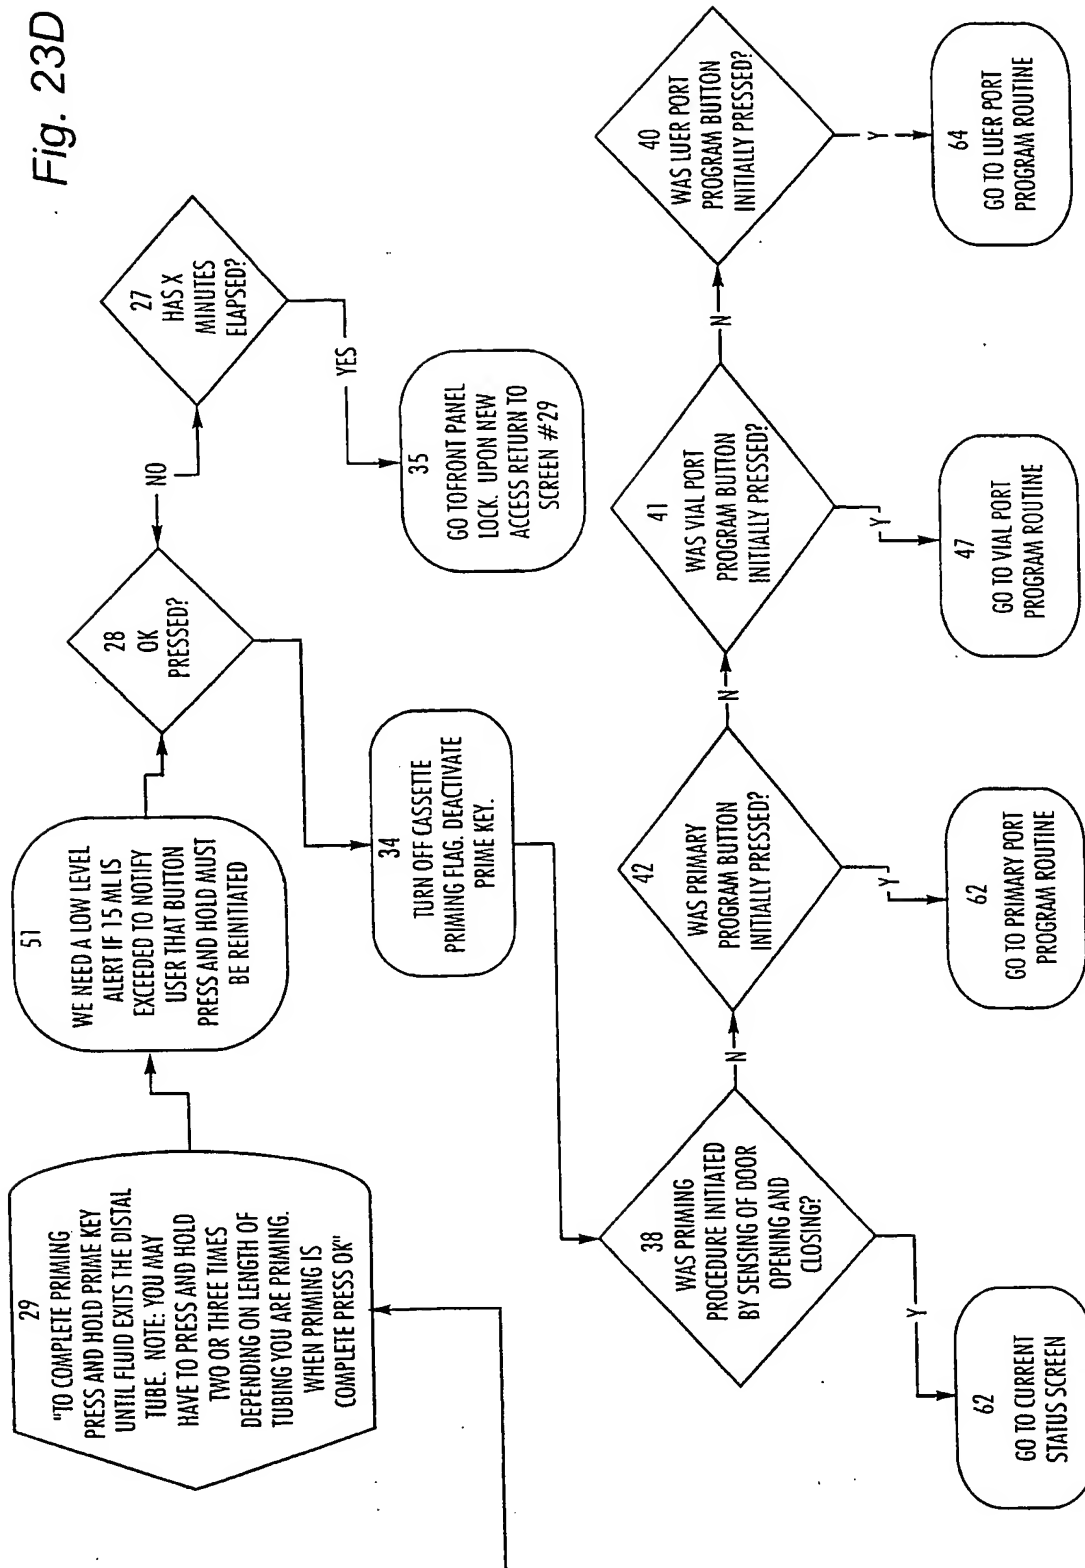 Fig. 23D
29
"TO COMPLETE PRIMING
PRESS AND HOLD PRIME KEY
UNTIL FLUID EXITS THE DISTAL
TUBE. NOTE: YOU MAY
HAVE TO PRESS AND HOLD
TWO OR THREE TIMES
DEPENDING ON LENGTH OF
TUBING YOU ARE PRIMING.
WHEN PRIMING IS
COMPLETE PRESS OK"
51
WE NEED A LOW LEVEL
ALERT IF 15 ML IS
EXCEEDED TO NOTIFY
USER THAT BUTTON
PRESS AND HOLD MUST
BE REINITIATED
28
OK
PRESSED?
NO
27
HAS X
MINUTES
ELAPSED?
YES
35
GO TOFRONT PANEL
LOCK. UPON NEW
ACCESS RETURN TO
SCREEN #29
34
TURN OFF CASSETTE
PRIMING FLAG. DEACTIVATE
PRIME KEY.
38
WAS PRIMING
PROCEDURE INITIATED
BY SENSING OF DOOR
OPENING AND
CLOSING?
Y
62
GO TO CURRENT
STATUS SCREEN
N
42
WAS PRIMARY
PROGRAM BUTTON
INITIALLY PRESSED?
Y
62
GO TO PRIMARY PORT
PROGRAM ROUTINE
N
41
WAS VIAL PORT
PROGRAM BUTTON
INITIALLY PRESSED?
Y
47
GO TO VIAL PORT
PROGRAM ROUTINE
N
40
WAS LUER PORT
PROGRAM BUTTON
INITIALLY PRESSED?
Y
64
GO TO LUER PORT
PROGRAM ROUTINE